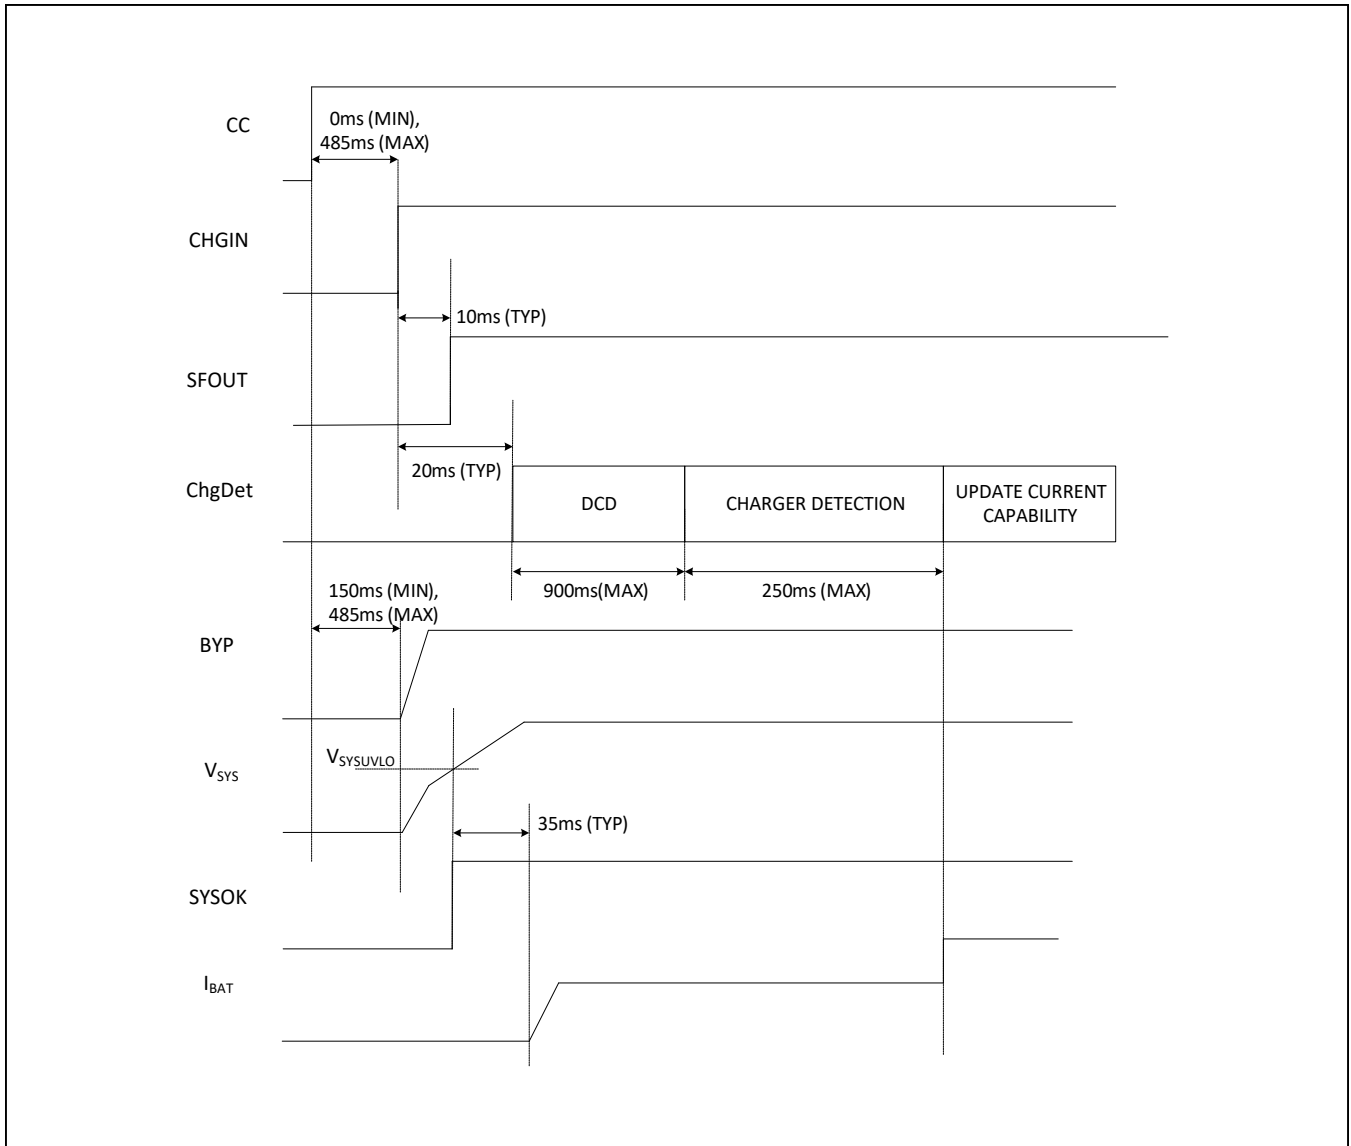 CC
0ms (MIN),
485ms (MAX)
CHGIN
10ms (TYP)
SFOUT
20ms (TYP)
ChgDet
DCD
CHARGER DETECTION
UPDATE CURRENT
CAPABILITY
900ms(MAX)
250ms (MAX)
150ms (MIN),
485ms (MAX)
BYP
VSYSUVLO
VSYS
35ms (TYP)
SYSOK
IBAT